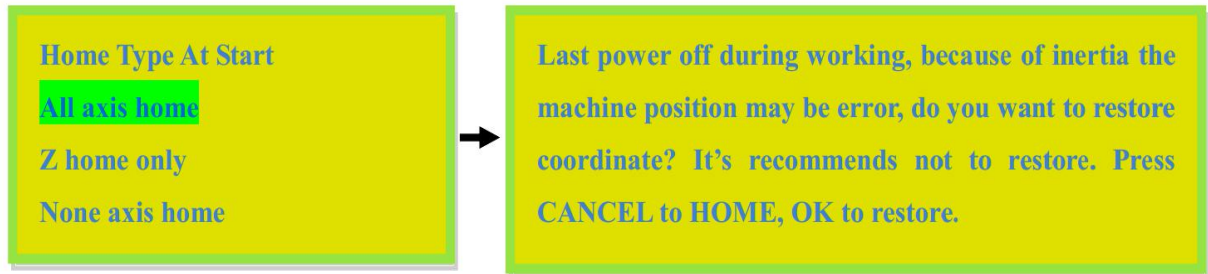 Home Type At Start
All axis home
Z home only
None axis home
Last power off during working, because of inertia the
machine position may be error, do you want to restore
coordinate? It’s recommends not to restore. Press
CANCEL to HOME, OK to restore.